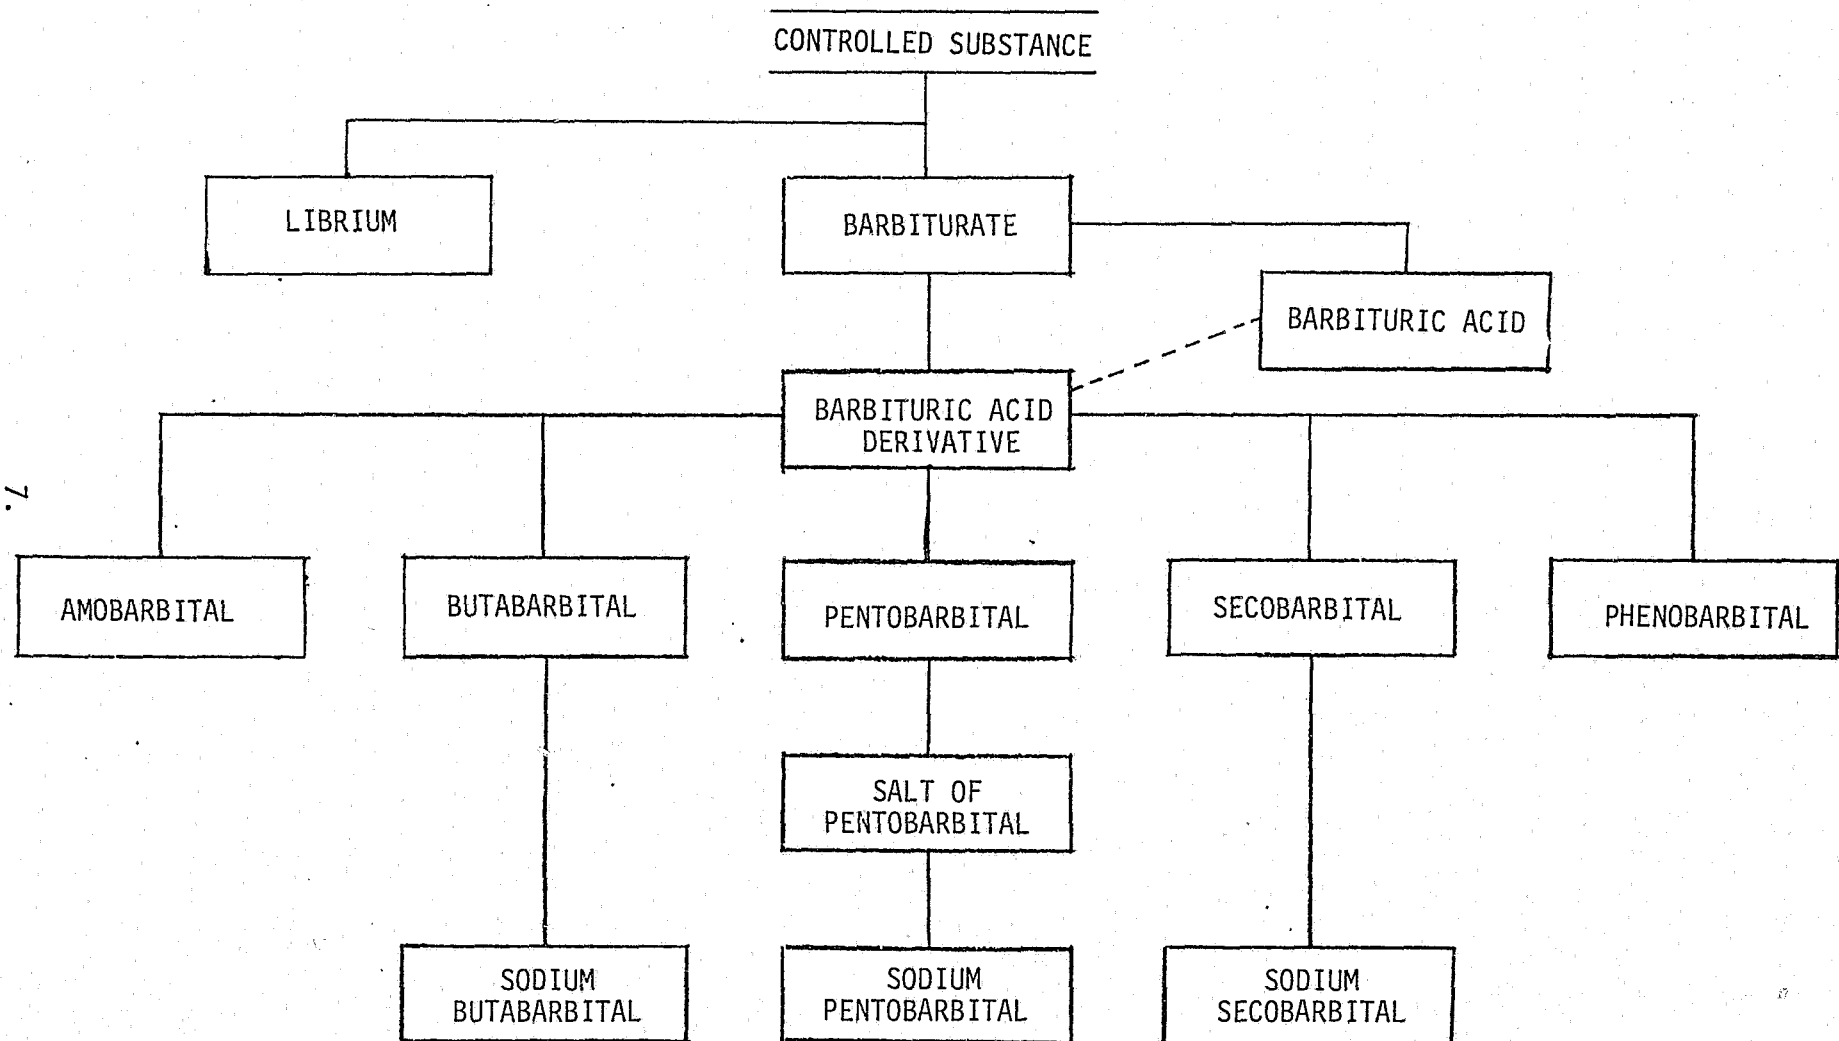 CONTROLLED SUBSTANCE
LIBRIUM
BARBITURATE
BARBITURIC ACID
BARBITURIC ACID
DERIVATIVE
7.
AMOBARBITAL
BUTABARBITAL
PENTOBARBITAL
SECOBARBITAL
PHENOBARBITAL
SALT OF
PENTOBARBITAL
SODIUM
BUTABARBITAL
SODIUM
PENTOBARBITAL
SODIUM
SECOBARBITAL